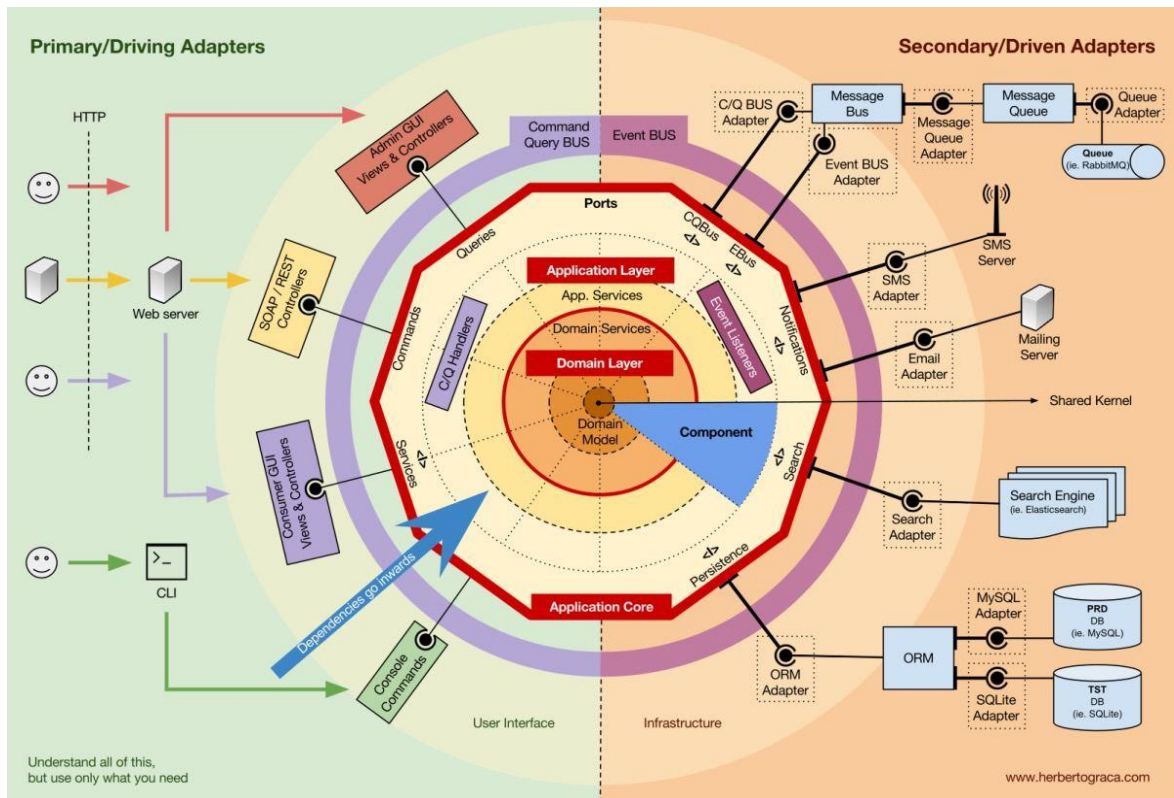 Primary/Driving Adapters
Secondary/Driven Adapters
HTTP
Web server
CLI
Admin GUI
Views & Controllers
SOAP / REST
Controllers
Consumer GUI
Views & Controllers
Console
Commands
Command
Query BUS
Event BUS
Ports
Queries
Commands
Services
</>
C/Q Handlers
Application Layer
App. Services
Domain Services
Domain Layer
Domain
Model
Component
Event Listeners
CQBus
</>
EBus
</>
Notifications
</>
Search
</>
Persistence
</>
Application Core
Dependencies go inwards
User Interface
Infrastructure
C/Q BUS
Adapter
Message
Bus
Event BUS
Adapter
Message
Queue
Adapter
Message
Queue
Queue
Adapter
Queue
(ie. RabbitMQ)
SMS
Server
SMS
Adapter
Email
Adapter
Mailing
Server
Shared Kernel
Search
Adapter
Search Engine
(ie. Elasticsearch)
ORM
Adapter
ORM
MySQL
Adapter
SQLite
Adapter
PRD
DB
(ie. MySQL)
TST
DB
(ie. SQLite)
Understand all of this,
but use only what you need
www.herbertograca.com